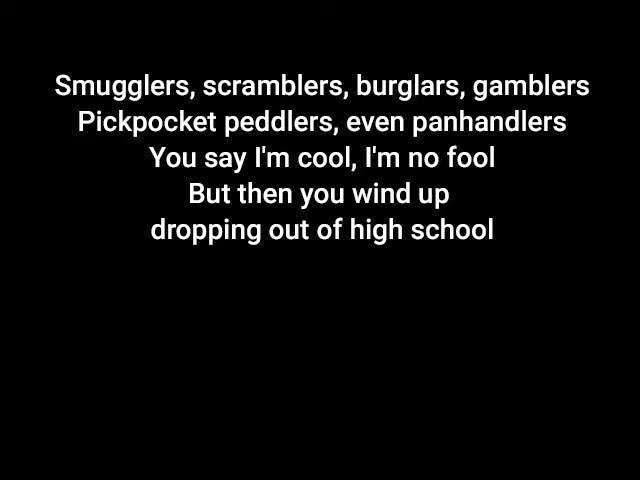 Smugglers, scramblers, burglars, gamblers
Pickpocket peddlers, even panhandlers
You say I'm cool, I'm no fool
But then you wind up
dropping out of high school